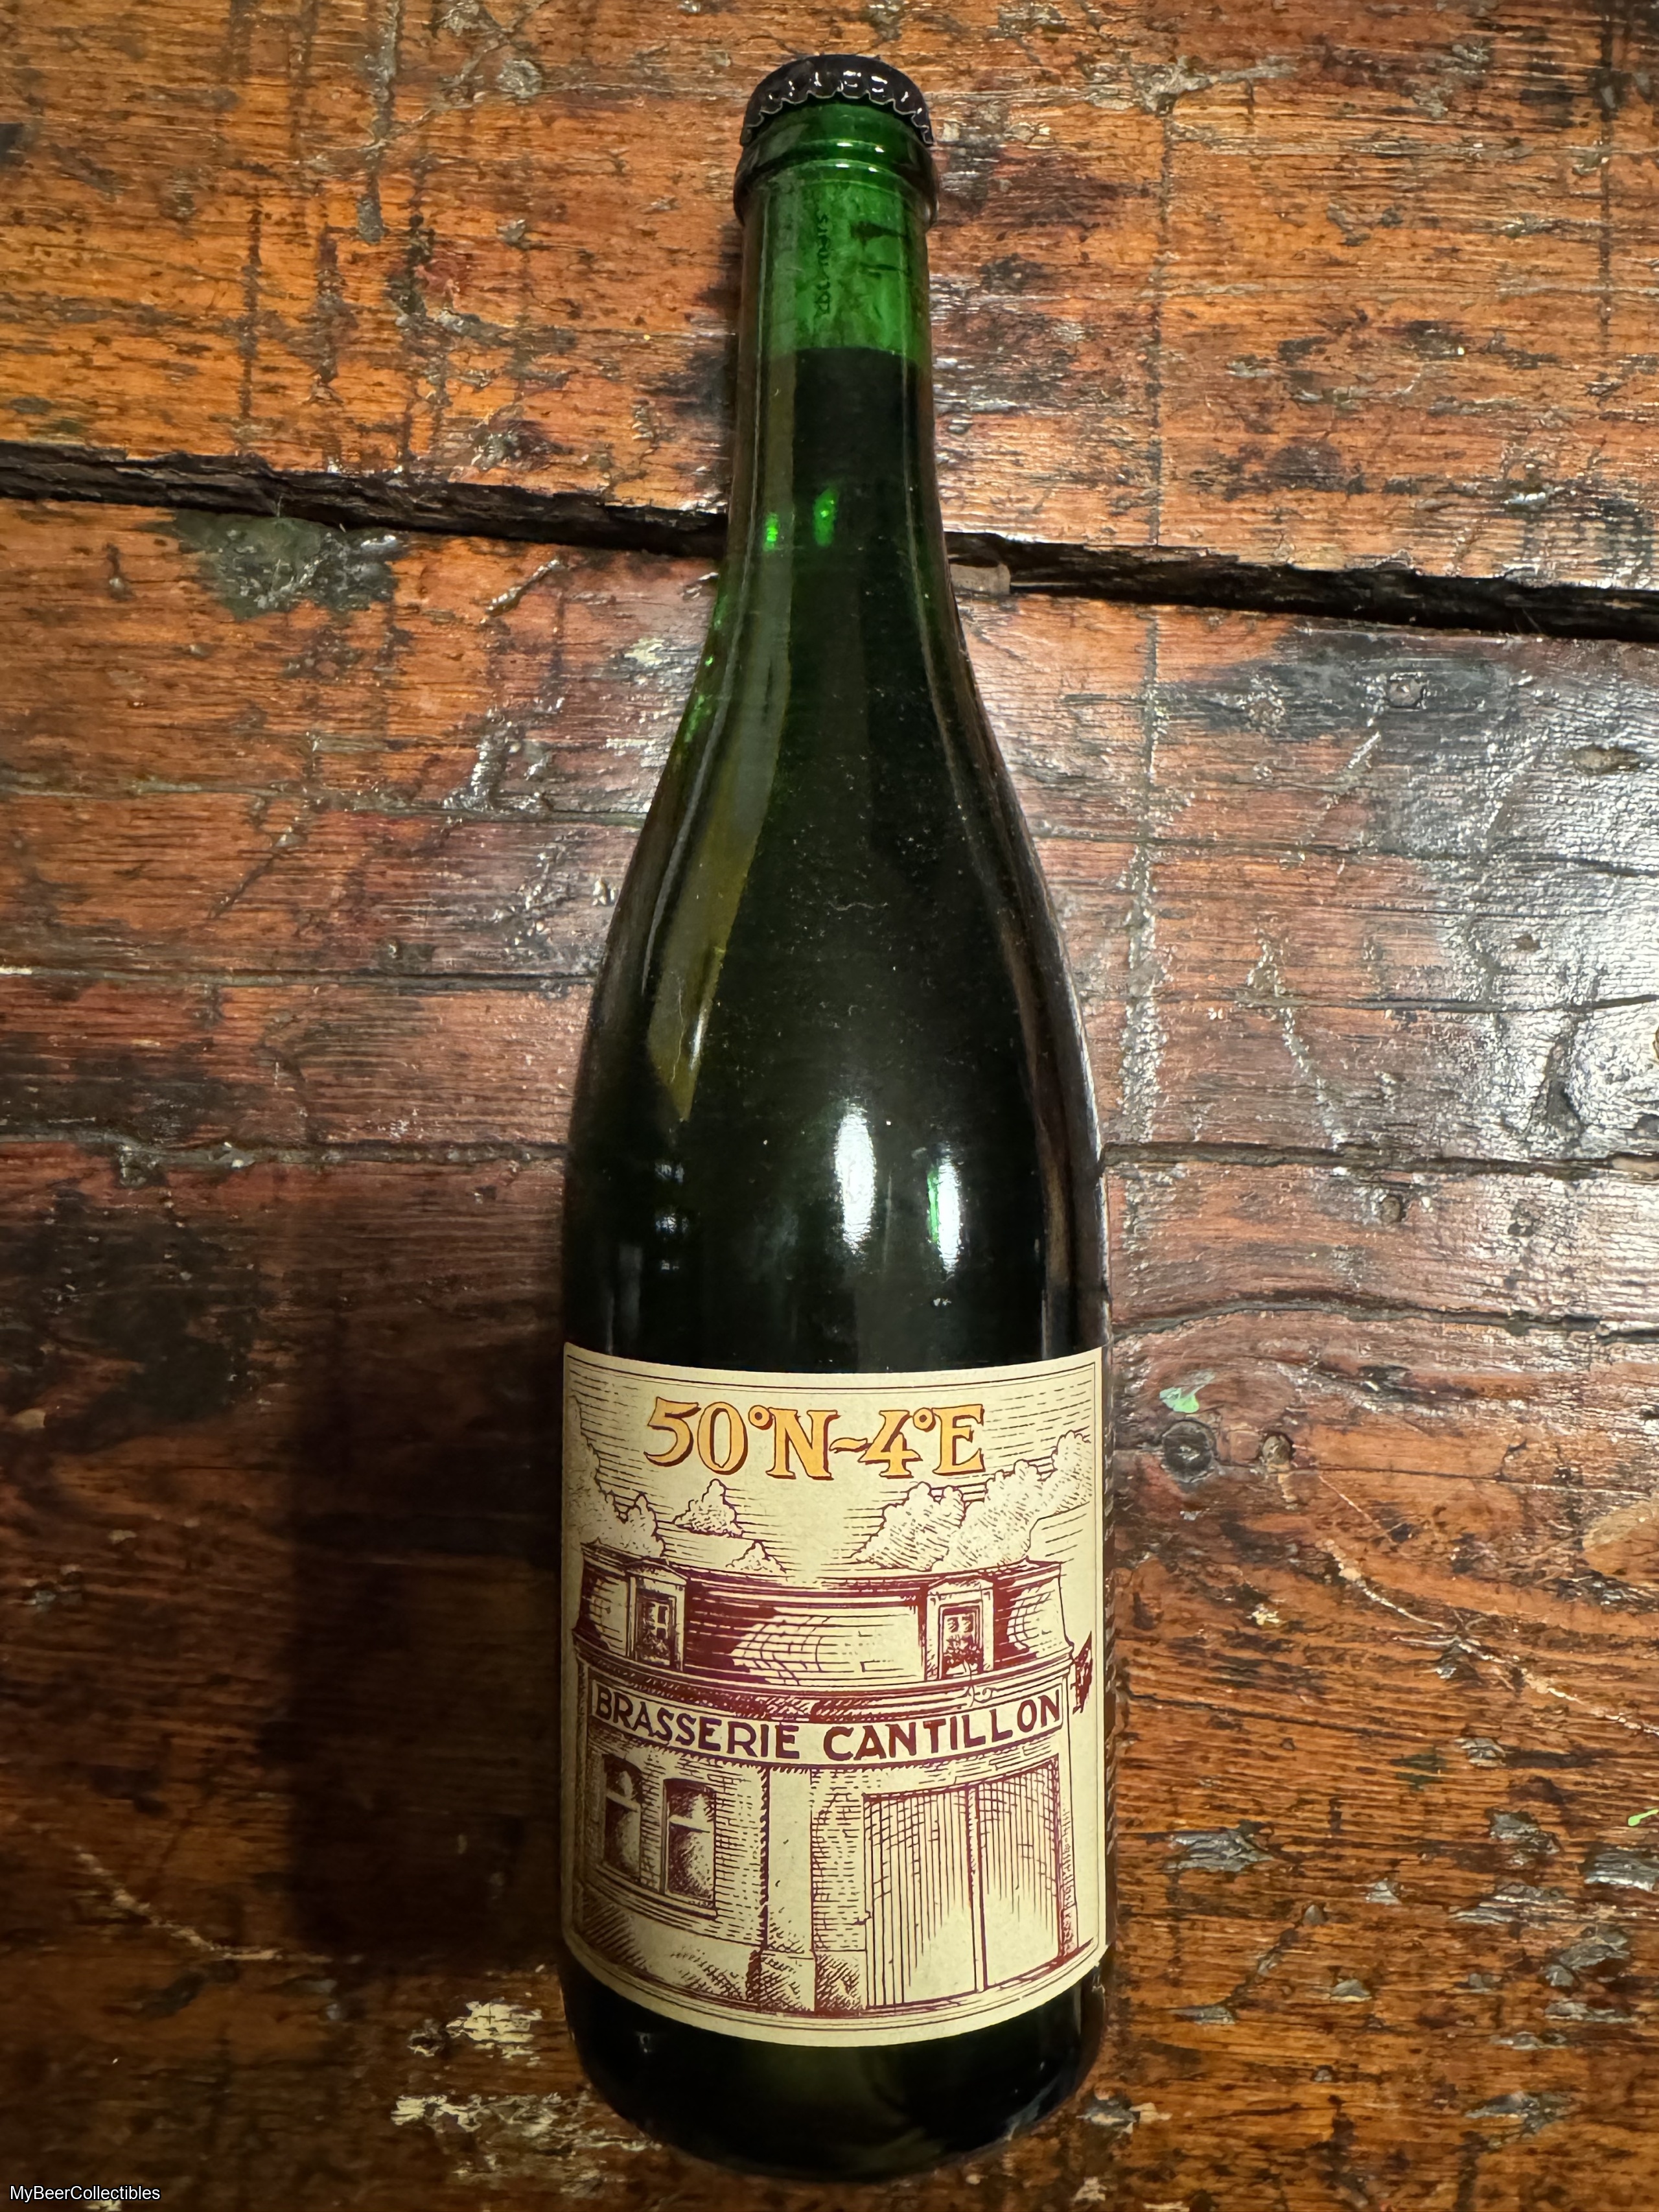 50°N-4°E
BRASSERIE CANTILLON
MyBeerCollectibles